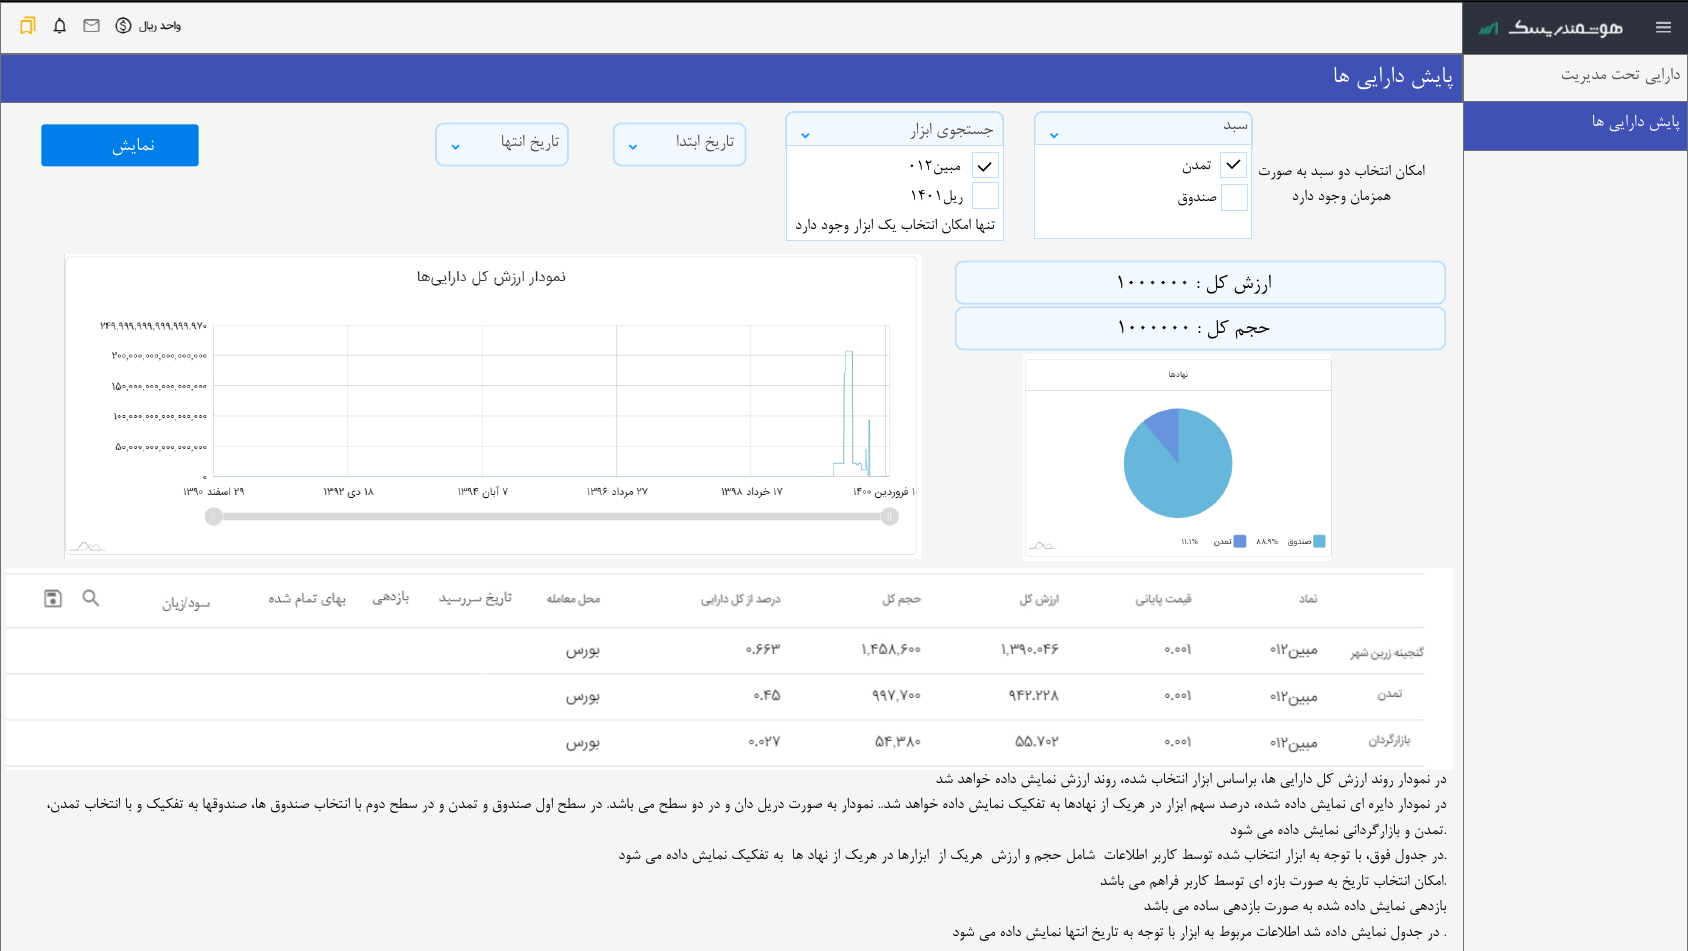 هوشمندریسک
واحد ریال
دارایی تحت مدیریت
پایش دارایی ها
پایش دارایی ها
سبد
تمدن
صندوق
امکان انتخاب دو سبد به صورت
همزمان وجود دارد
جستجوی ابزار
مبین۰۱۲
ریل۱۴۰۱
تنها امکان انتخاب یک ابزار وجود دارد
تاریخ ابتدا
تاریخ انتها
نمایش
ارزش کل : ۱۰۰۰۰۰۰
حجم کل : ۱۰۰۰۰۰۰
نهادها
صندوق ۸۸.۹% تمدن ۱۱.۱%
نمودار ارزش کل دارایی‌ها
۲۴۹,۹۹۹,۹۹۹,۹۹۹,۹۹۹,۹۷۰
۲۰۰,۰۰۰,۰۰۰,۰۰۰,۰۰۰,۰۰۰
۱۵۰,۰۰۰,۰۰۰,۰۰۰,۰۰۰,۰۰۰
۱۰۰,۰۰۰,۰۰۰,۰۰۰,۰۰۰,۰۰۰
۵۰,۰۰۰,۰۰۰,۰۰۰,۰۰۰,۰۰۰
۰
۲۹ اسفند ۱۳۹۰ ۱۸ دی ۱۳۹۲ ۷ آبان ۱۳۹۴ ۲۷ مرداد ۱۳۹۶ ۱۷ خرداد ۱۳۹۸ فروردین ۱۴۰۰
نماد قیمت پایانی ارزش کل حجم کل درصد از کل دارایی محل معامله تاریخ سررسید بازدهی بهای تمام شده سود/زیان
گنجینه زرین شهر مبین۰۱۲ ۰.۰۰۱ ۱,۳۹۰.۰۴۶ ۱,۴۵۸,۶۰۰ ۰.۶۶۳ بورس
تمدن مبین۰۱۲ ۰.۰۰۱ ۹۴۲.۲۲۸ ۹۹۷,۷۰۰ ۰.۴۵ بورس
بازارگردان مبین۰۱۲ ۰.۰۰۱ ۵۵.۷۰۲ ۵۴,۳۸۰ ۰.۰۲۷ بورس
در نمودار روند ارزش کل دارایی ها، براساس ابزار انتخاب شده، روند ارزش نمایش داده خواهد شد
در نمودار دایره ای نمایش داده شده، درصد سهم ابزار در هریک از نهادها به تفکیک نمایش داده خواهد شد.. نمودار به صورت دریل دان و در دو سطح می باشد. در سطح اول صندوق و تمدن و در سطح دوم با انتخاب صندوق ها، صندوقها به تفکیک و با انتخاب تمدن،
.تمدن و بازارگردانی نمایش داده می شود
.در جدول فوق، با توجه به ابزار انتخاب شده توسط کاربر اطلاعات شامل حجم و ارزش هریک از ابزارها در هریک از نهاد ها به تفکیک نمایش داده می شود
.امکان انتخاب تاریخ به صورت بازه ای توسط کاربر فراهم می باشد
بازدهی نمایش داده شده به صورت بازدهی ساده می باشد
. در جدول نمایش داده شد اطلاعات مربوط به ابزار با توجه به تاریخ انتها نمایش داده می شود